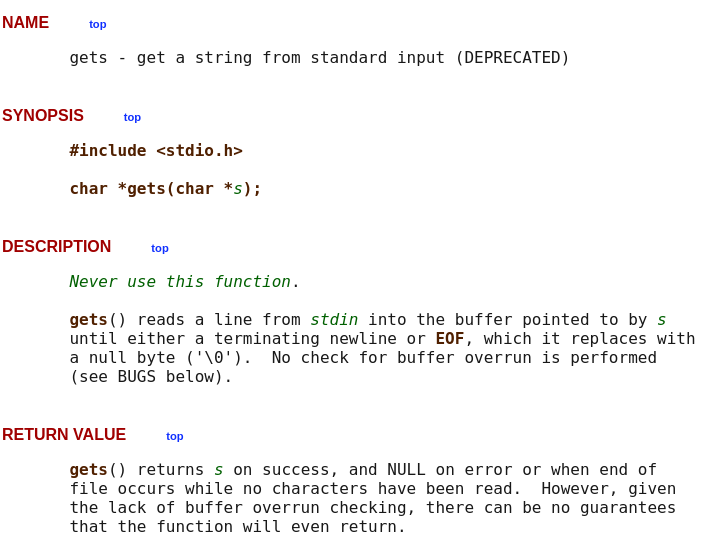 NAME top
gets - get a string from standard input (DEPRECATED)
SYNOPSIS top
#include <stdio.h>
char *gets(char *s);
DESCRIPTION top
Never use this function.
gets() reads a line from stdin into the buffer pointed to by s
until either a terminating newline or EOF, which it replaces with
a null byte ('\0').  No check for buffer overrun is performed
(see BUGS below).
RETURN VALUE top
gets() returns s on success, and NULL on error or when end of
file occurs while no characters have been read.  However, given
the lack of buffer overrun checking, there can be no guarantees
that the function will even return.